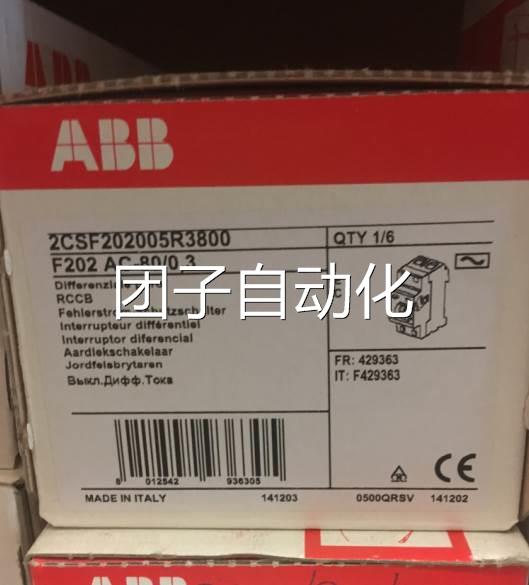 ABB
2CSF202005R3800
QTY 1/6
F202 AC-80/0.3
团子自动化
RCCB
Interrupteur différentiel
Interruptor diferencial
Aardlekschakelaar
Jordfelsbrytaren
Выкл.Дифф.Тока
FR: 429363
IT: F429363
8 012542 936305
CE
MADE IN ITALY
141203
0500QRSV
141202
ABB